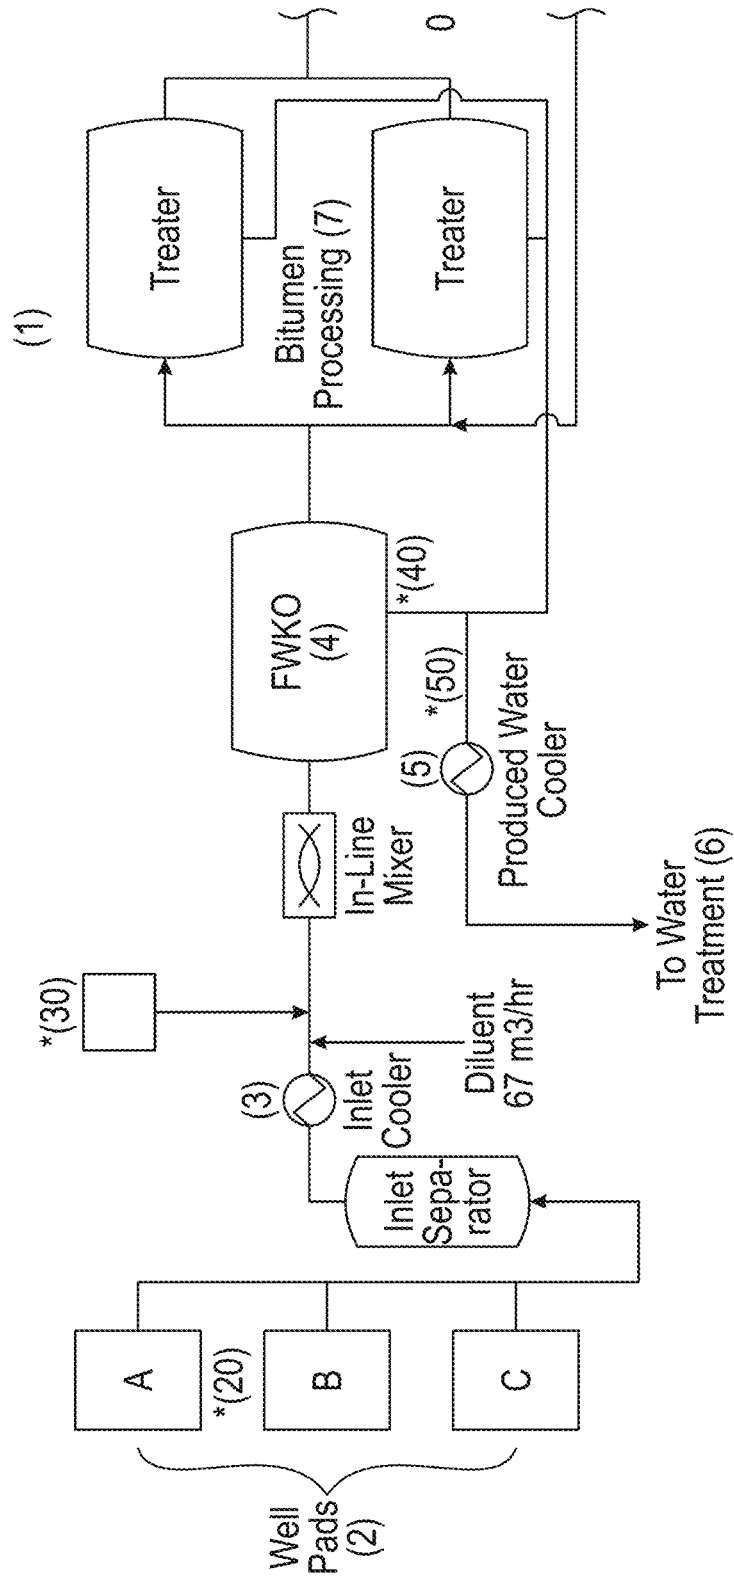 Well
Pads
(2)
A
*(20)
B
C
Inlet
Sepa-
rator
(3)
Inlet
Cooler
*(30)
Diluent
67 m3/hr
In-Line
Mixer
FWKO
(4)
*(40)
*(50)
(5)
Produced Water
Cooler
To Water
Treatment (6)
(1)
Treater
Bitumen
Processing (7)
Treater
0